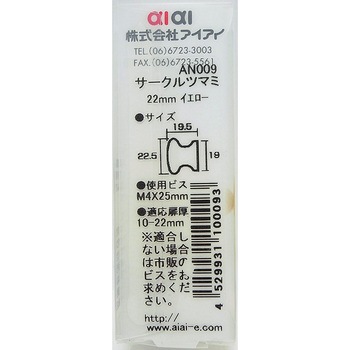 aiai
株式会社アイアイ
TEL.(06)6723-3003
FAX.(06)6723-5561
AN009
サークルツマミ
22mm イエロー
●サイズ
19.5
22.5
19
●使用ビス
M4X25mm
●適応扉厚
10-22mm
※適合し
ない場合
は市販の
ビスをお
求めくだ
さい。
4 529931 100093
http://
www.aiai-e.com/